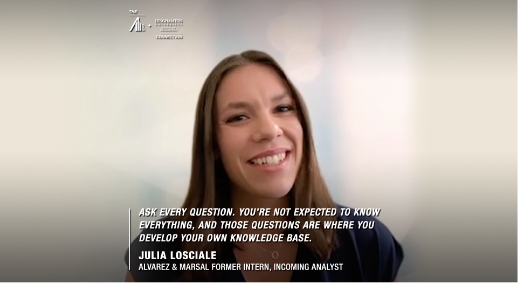 ASK EVERY QUESTION. YOU'RE NOT EXPECTED TO KNOW
EVERYTHING, AND THOSE QUESTIONS ARE WHERE YOU
DEVELOP YOUR OWN KNOWLEDGE BASE.
JULIA LOSCIALE
ALVAREZ & MARSAL FORMER INTERN, INCOMING ANALYST